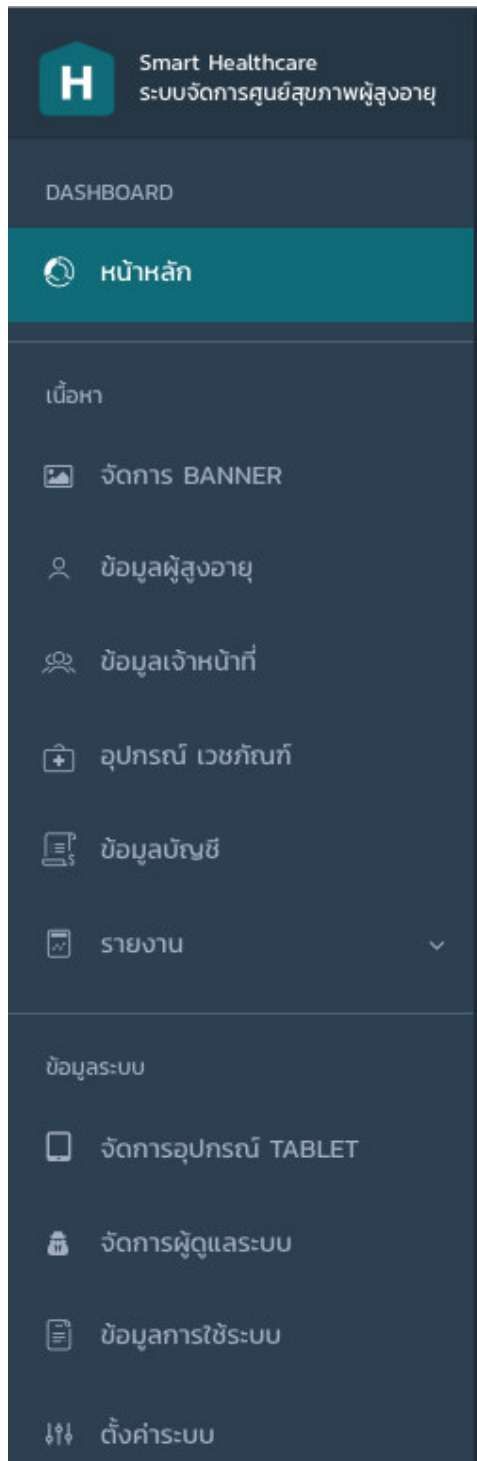 H
Smart Healthcare
ระบบจัดการศูนย์สุขภาพผู้สูงอายุ
DASHBOARD
หน้าหลัก
เนื้อหา
จัดการ BANNER
ข้อมูลผู้สูงอายุ
ข้อมูลเจ้าหน้าที่
อุปกรณ์ เวชภัณฑ์
ข้อมูลบัญชี
รายงาน
ข้อมูลระบบ
จัดการอุปกรณ์ TABLET
จัดการผู้ดูแลระบบ
ข้อมูลการใช้ระบบ
ตั้งค่าระบบ